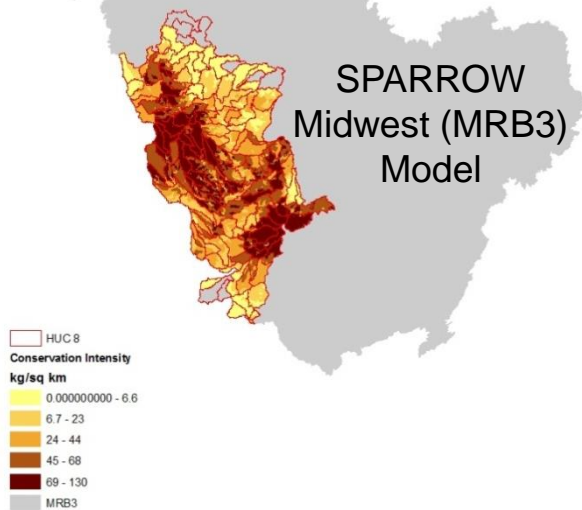 SPARROW
Midwest (MRB3)
Model
HUC 8
Conservation Intensity
kg/sq km
0.000000000 - 6.6
6.7 - 23
24 - 44
45 - 68
69 - 130
MRB3